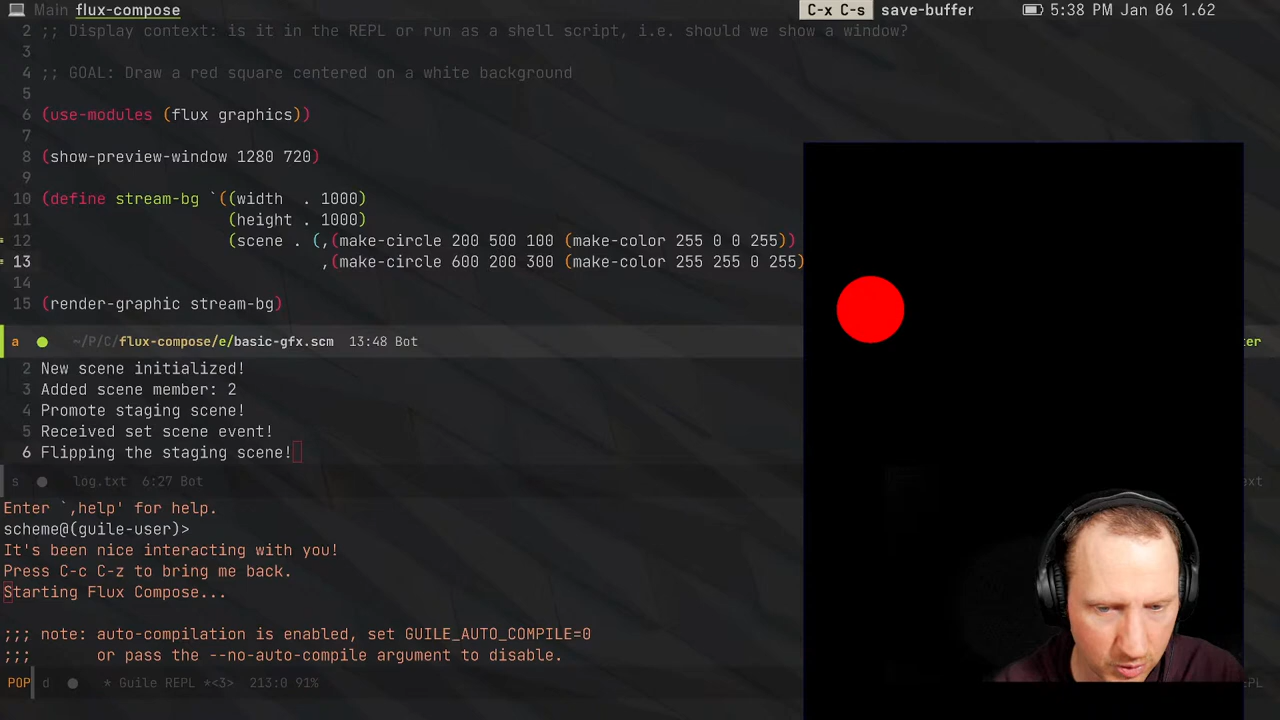 Main flux-compose C-x C-s save-buffer 5:38 PM Jan 06 1.62
2 ;; Display context: is it in the REPL or run as a shell script, i.e. should we show a window?
3
4 ;; GOAL: Draw a red square centered on a white background
5
6 (use-modules (flux graphics))
7
8 (show-preview-window 1280 720)
9
10 (define stream-bg `((width . 1000)
11 (height . 1000)
12 (scene . (,(make-circle 200 500 100 (make-color 255 0 0 255))
13 ,(make-circle 600 200 300 (make-color 255 255 0 255)
14
15 (render-graphic stream-bg)
a ~/P/C/flux-compose/e/basic-gfx.scm 13:48 Bot ter
2 New scene initialized!
3 Added scene member: 2
4 Promote staging scene!
5 Received set scene event!
6 Flipping the staging scene!
s log.txt 6:27 Bot ext
Enter `,help' for help.
scheme@(guile-user)>
It's been nice interacting with you!
Press C-c C-z to bring me back.
Starting Flux Compose...
;;; note: auto-compilation is enabled, set GUILE_AUTO_COMPILE=0
;;; or pass the --no-auto-compile argument to disable.
POP d * Guile REPL *<3> 213:0 91% PL